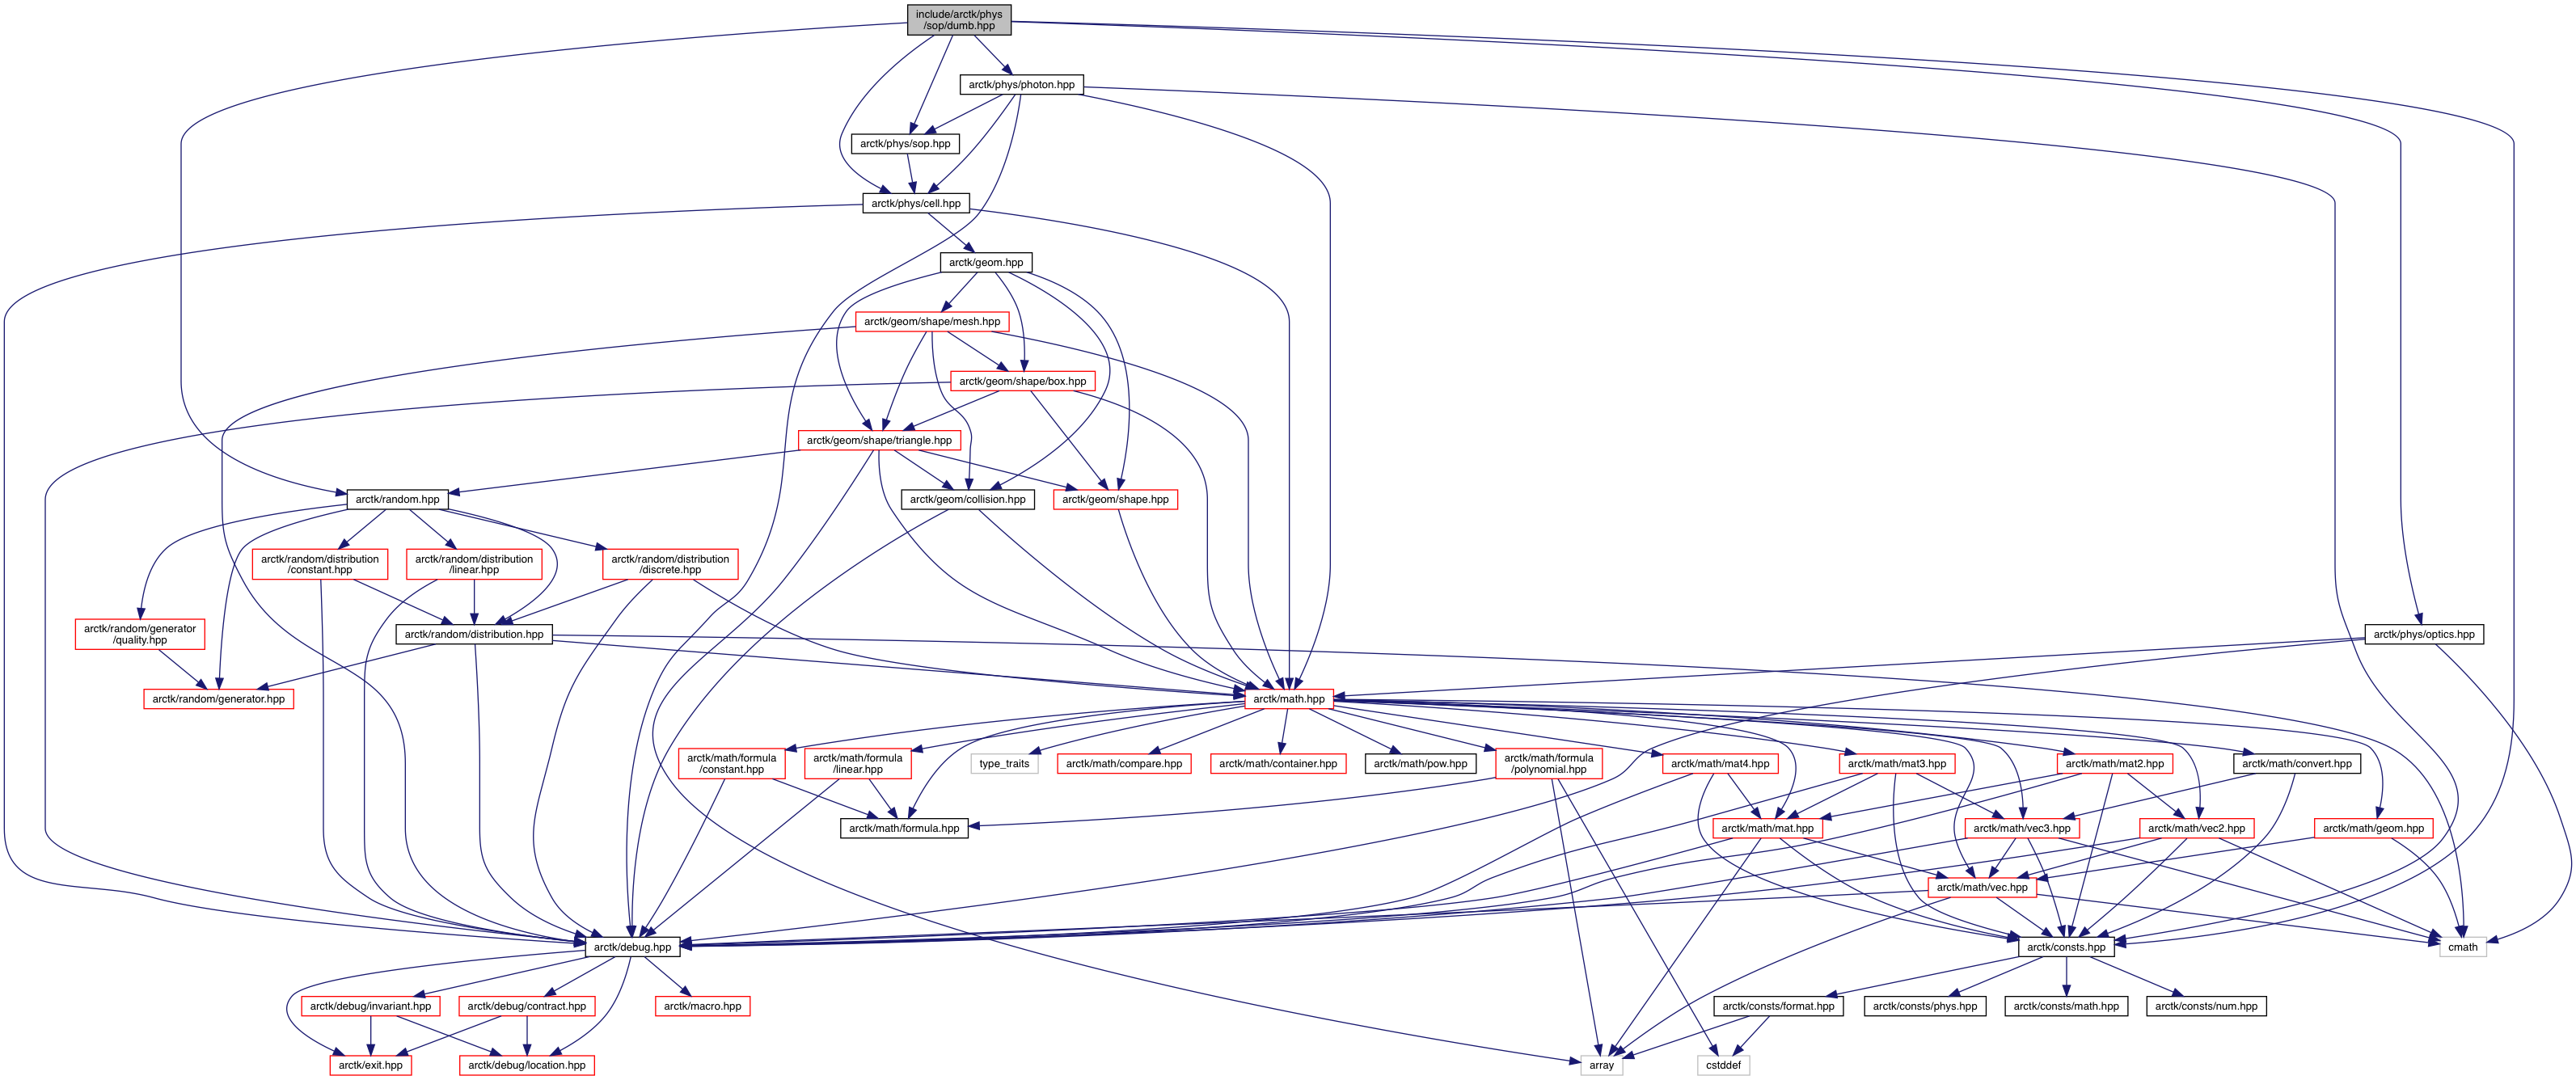 include/arctk/phys
/sop/dumb.hpp
arctk/phys/photon.hpp
arctk/phys/sop.hpp
arctk/phys/cell.hpp
arctk/geom.hpp
arctk/geom/shape/mesh.hpp
arctk/geom/shape/box.hpp
arctk/geom/shape/triangle.hpp
arctk/random.hpp
arctk/geom/collision.hpp
arctk/geom/shape.hpp
arctk/random/distribution
/constant.hpp
arctk/random/distribution
/linear.hpp
arctk/random/distribution
/discrete.hpp
arctk/random/generator
/quality.hpp
arctk/random/distribution.hpp
arctk/phys/optics.hpp
arctk/random/generator.hpp
arctk/math.hpp
arctk/math/formula
/constant.hpp
arctk/math/formula
/linear.hpp
type_traits
arctk/math/compare.hpp
arctk/math/container.hpp
arctk/math/pow.hpp
arctk/math/formula
/polynomial.hpp
arctk/math/mat4.hpp
arctk/math/mat3.hpp
arctk/math/mat2.hpp
arctk/math/convert.hpp
arctk/math/formula.hpp
arctk/math/mat.hpp
arctk/math/vec3.hpp
arctk/math/vec2.hpp
arctk/math/geom.hpp
arctk/math/vec.hpp
arctk/debug.hpp
arctk/consts.hpp
cmath
arctk/debug/invariant.hpp
arctk/debug/contract.hpp
arctk/macro.hpp
arctk/consts/format.hpp
arctk/consts/phys.hpp
arctk/consts/math.hpp
arctk/consts/num.hpp
arctk/exit.hpp
arctk/debug/location.hpp
array
cstddef